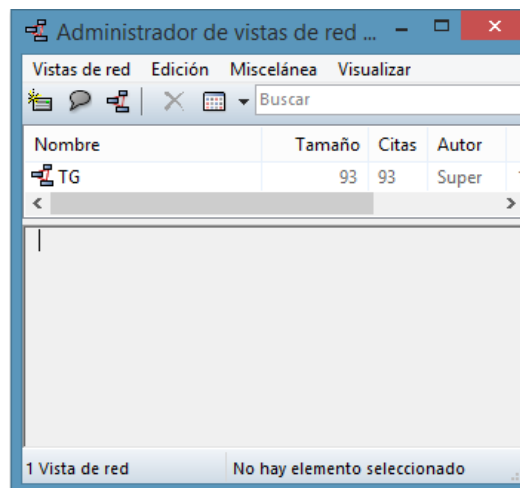 Administrador de vistas de red ...
Vistas de red Edición Miscelánea Visualizar
Buscar
Nombre Tamaño Citas Autor
TG 93 93 Super
1 Vista de red No hay elemento seleccionado